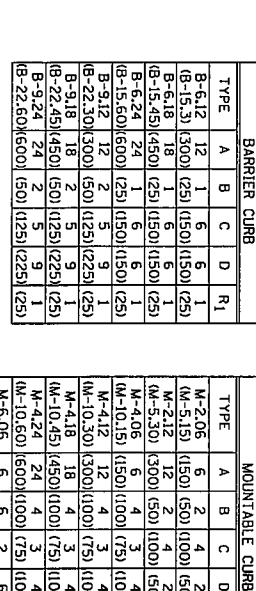 BARRIER CURB
TYPE A B C D R1
B-6.12 12 1 6 6 1
(B-15.3) (300) (25) (150) (150) (25)
B-6.18 18 1 6 6 1
(B-15.45) (450) (25) (150) (150) (25)
B-6.24 24 1 6 6 1
(B-15.60) (600) (25) (150) (150) (25)
B-9.12 12 2 5 9 1
(B-22.30) (300) (50) (125) (225) (25)
B-9.18 18 2 5 9 1
(B-22.45) (450) (50) (125) (225) (25)
B-9.24 24 2 5 9 1
(B-22.60) (600) (50) (125) (225) (25)
MOUNTABLE CURB
TYPE A B C D
M-2.06 6 2 4 2
(M-5.15) (150) (50) (100)
M-2.12 12 2 4 2
(M-5.30) (300) (50) (100)
M-4.06 6 4 3
(M-10.15) (150) (100) (75)
M-4.12 12 4 3
(M-10.30) (300) (100) (75)
M-4.18 18 4 3
(M-10.45) (450) (100) (75)
M-4.24 24 4 3
(M-10.60) (600) (100) (75)
M-6.06 6 6 2